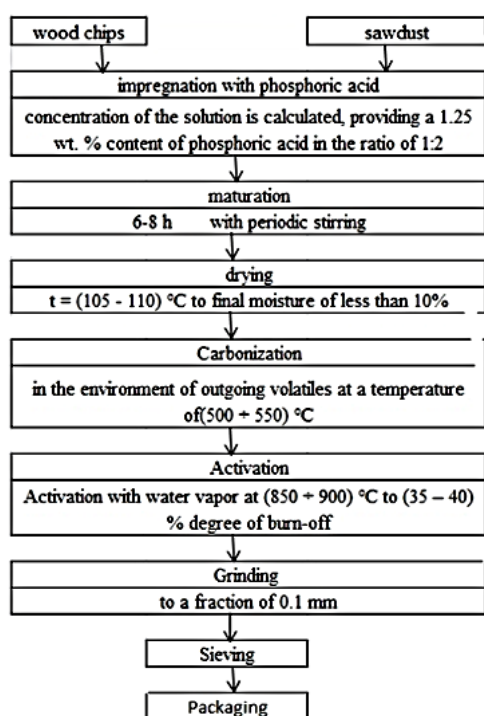 wood chips
sawdust
impregnation with phosphoric acid
concentration of the solution is calculated, providing a 1.25
wt. % content of phosphoric acid in the ratio of 1:2
maturation
6-8 h with periodic stirring
drying
t = (105 - 110) °C to final moisture of less than 10%
Carbonization
in the environment of outgoing volatiles at a temperature
of(500 ÷ 550) °C
Activation
Activation with water vapor at (850 ÷ 900) °C to (35 – 40)
% degree of burn-off
Grinding
to a fraction of 0.1 mm
Sieving
Packaging